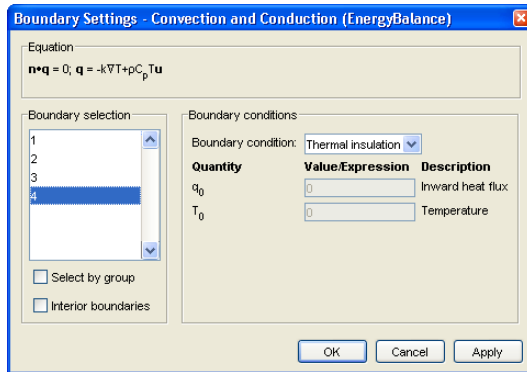 Boundary Settings - Convection and Conduction (EnergyBalance)
Equation
n•q = 0; q = -k∇T+ρCpTu
Boundary selection
1
2
3
4
Select by group
Interior boundaries
Boundary conditions
Boundary condition: Thermal insulation
Quantity Value/Expression Description
q0 0 Inward heat flux
T0 0 Temperature
OK Cancel Apply